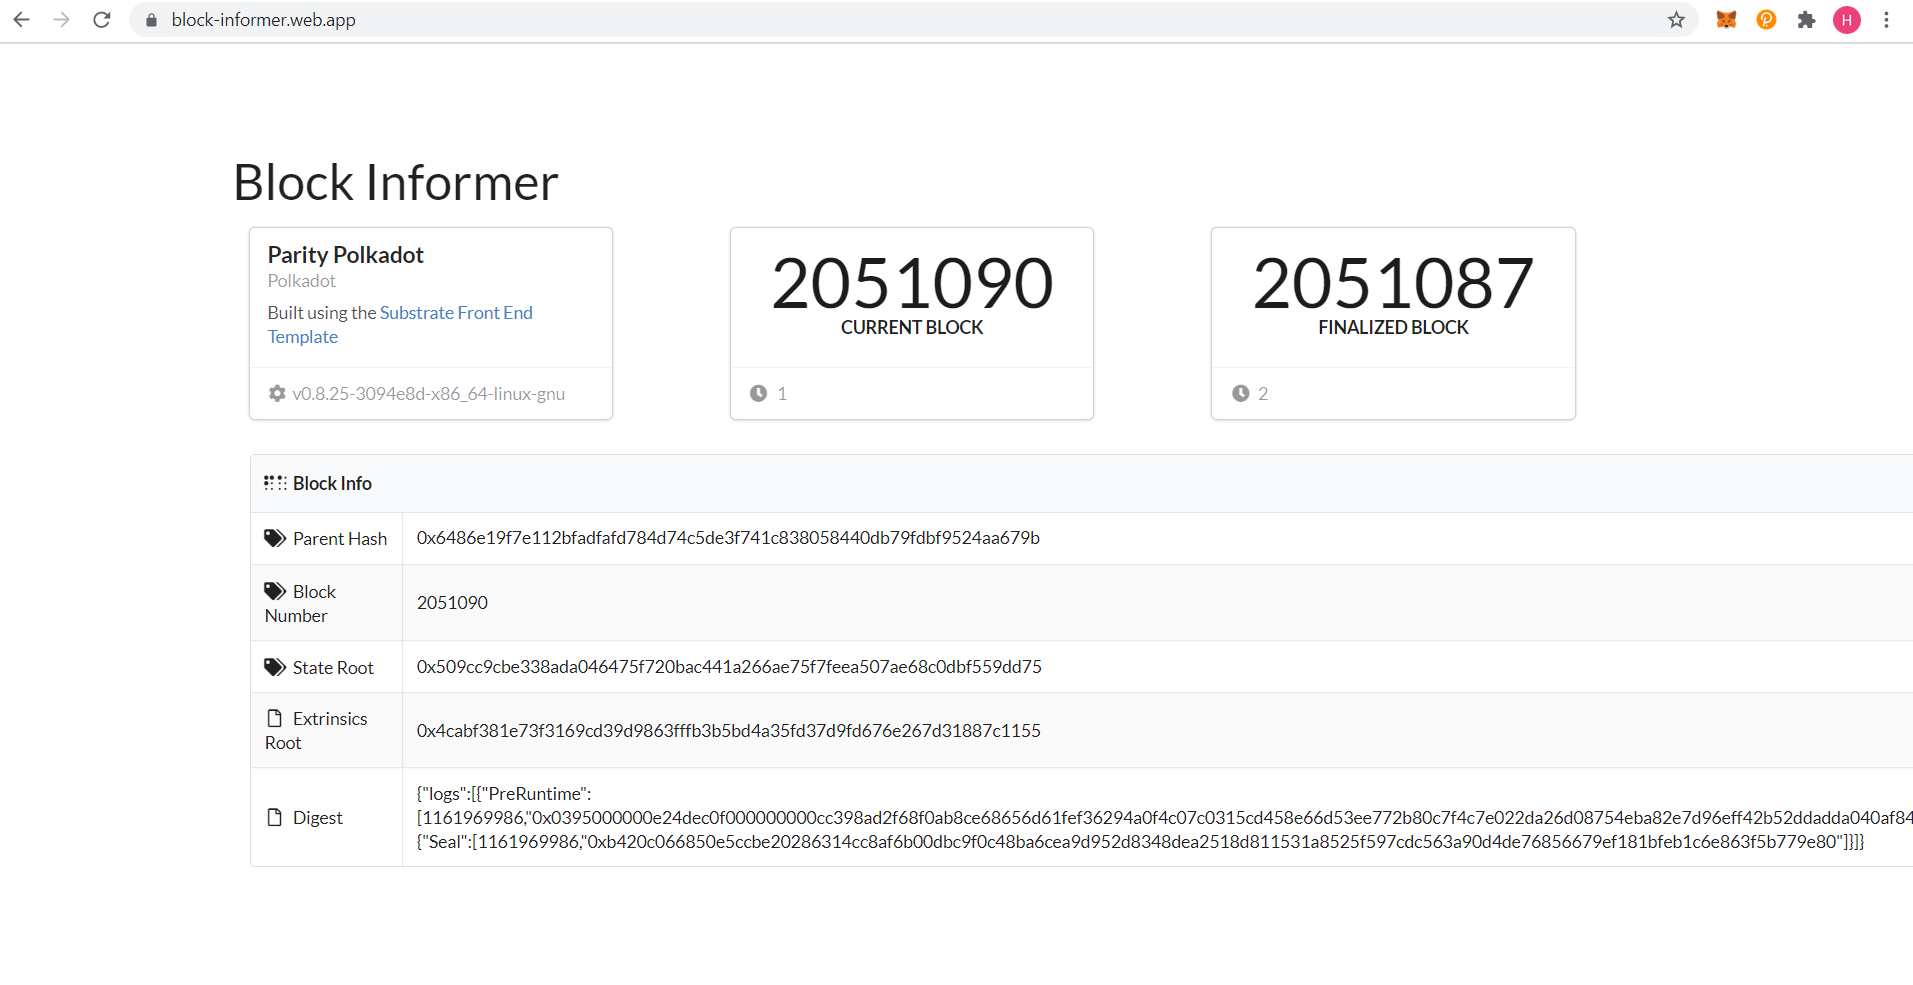 block-informer.web.app
H
Block Informer
Parity Polkadot
Polkadot
Built using the Substrate Front End
Template
v0.8.25-3094e8d-x86_64-linux-gnu
2051090
CURRENT BLOCK
1
2051087
FINALIZED BLOCK
2
Block Info
Parent Hash
0x6486e19f7e112bfadfafd784d74c5de3f741c838058440db79fdbf9524aa679b
Block
Number
2051090
State Root
0x509cc9cbe338ada046475f720bac441a266ae75f7feea507ae68c0dbf559dd75
Extrinsics
Root
0x4cabf381e73f3169cd39d9863fffb3b5bd4a35fd37d9fd676e267d31887c1155
Digest
{"logs":[{"PreRuntime":
[1161969986,"0x0395000000e24dec0f000000000cc398ad2f68f0ab8ce68656d61fef36294a0f4c07c0315cd458e66d53ee772b80c7f4c7e022da26d08754eba82e7d96eff42b52ddadda040af84
{"Seal":[1161969986,"0xb420c066850e5ccbe20286314cc8af6b00dbc9f0c48ba6cea9d952d8348dea2518d811531a8525f597cdc563a90d4de76856679ef181bfeb1c6e863f5b779e80"]}]}